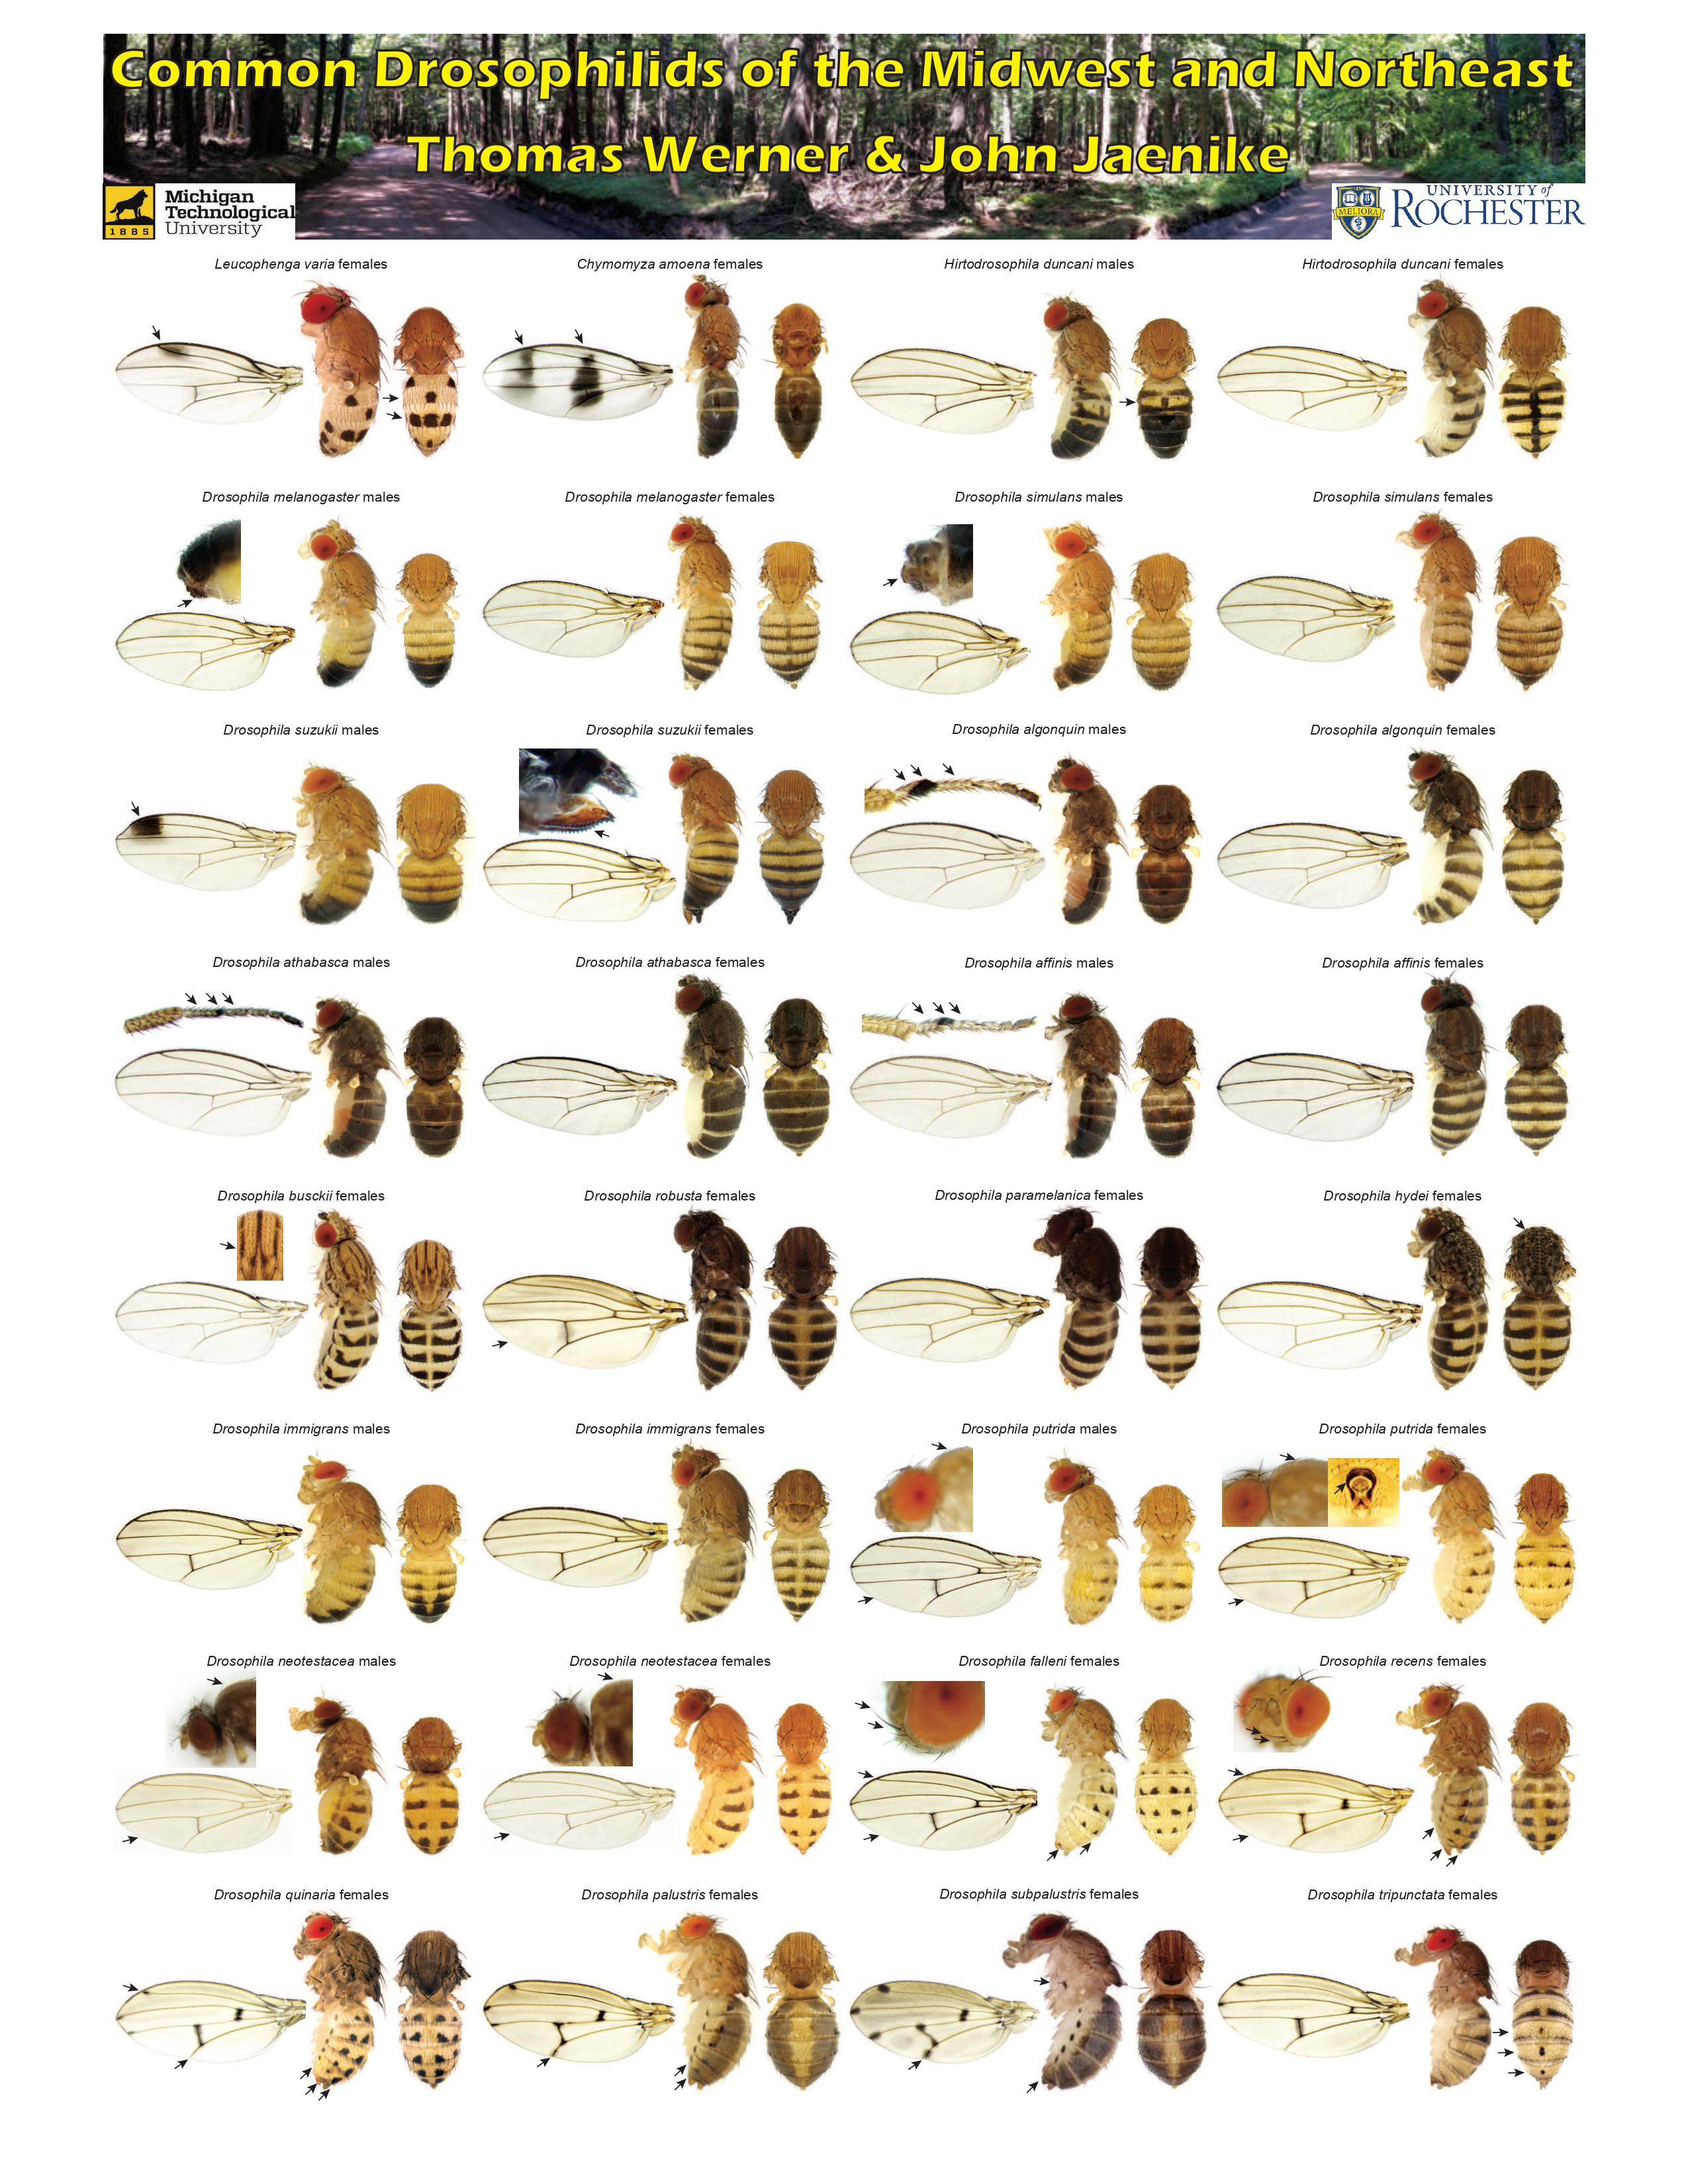 Common Drosophilids of the Midwest and Northeast
Thomas Werner & John Jaenike
Michigan
Technological
University
1885
UNIVERSITY of
ROCHESTER
MELIORA
Leucophenga varia females
Chymomyza amoena females
Hirtodrosophila duncani males
Hirtodrosophila duncani females
Drosophila melanogaster males
Drosophila melanogaster females
Drosophila simulans males
Drosophila simulans females
Drosophila suzukii males
Drosophila suzukii females
Drosophila algonquin males
Drosophila algonquin females
Drosophila athabasca males
Drosophila athabasca females
Drosophila affinis males
Drosophila affinis females
Drosophila busckii females
Drosophila robusta females
Drosophila paramelanica females
Drosophila hydei females
Drosophila immigrans males
Drosophila immigrans females
Drosophila putrida males
Drosophila putrida females
Drosophila neotestacea males
Drosophila neotestacea females
Drosophila falleni females
Drosophila recens females
Drosophila quinaria females
Drosophila palustris females
Drosophila subpalustris females
Drosophila tripunctata females